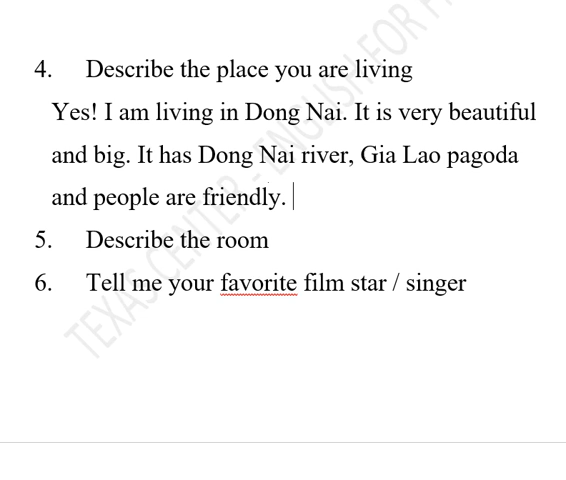 4. Describe the place you are living
Yes! I am living in Dong Nai. It is very beautiful
and big. It has Dong Nai river, Gia Lao pagoda
and people are friendly.
5. Describe the room
6. Tell me your favorite film star / singer
TEXAS CENTER - ENGLISH FOR